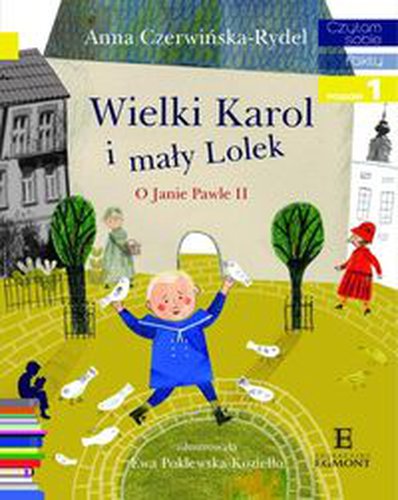 Anna Czerwińska-Rydel
Czytam
sobie
fakty
poziom 1
Wielki Karol
i mały Lolek
O Janie Pawle II
zilustrowała
Ewa Poklewska-Koziełło
E
EGMONT